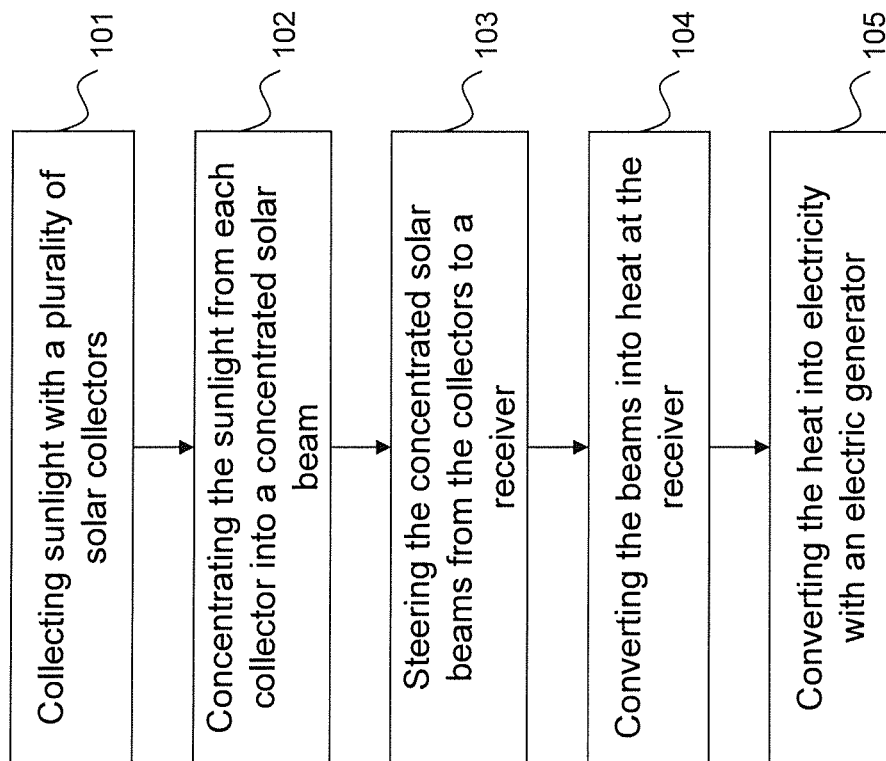 Collecting sunlight with a plurality of
solar collectors
101
Concentrating the sunlight from each
collector into a concentrated solar
beam
102
Steering the concentrated solar
beams from the collectors to a
receiver
103
Converting the beams into heat at the
receiver
104
Converting the heat into electricity
with an electric generator
105